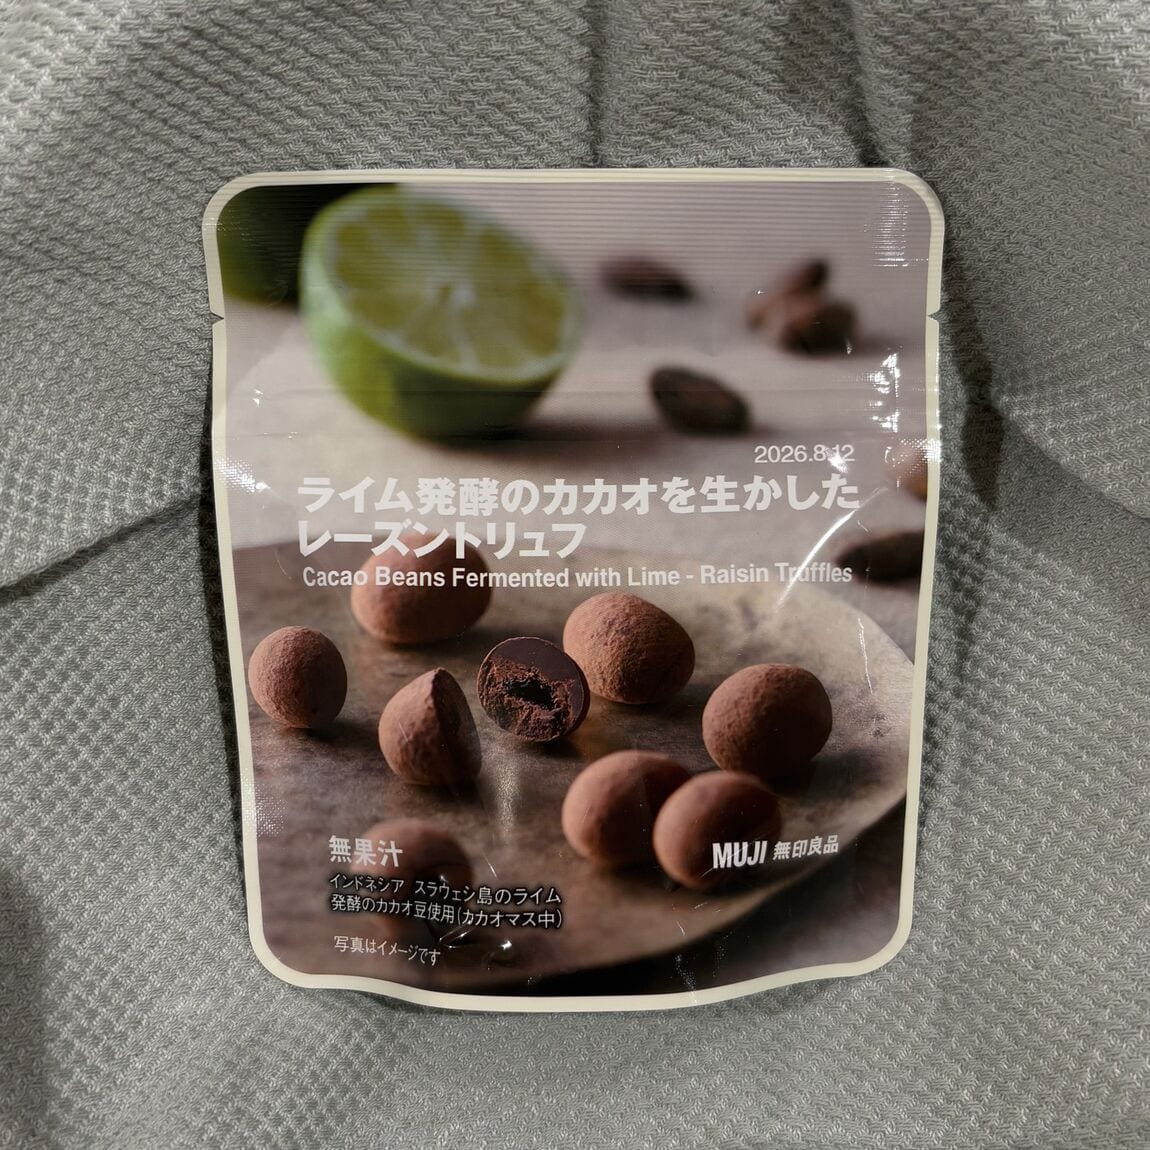 2026.8.12
ライム発酵のカカオを生かした
レーズントリュフ
Cacao Beans Fermented with Lime - Raisin Truffles
無果汁
MUJI 無印良品
インドネシア スラウェシ島のライム
発酵のカカオ豆使用(カカオマス中)
写真はイメージです